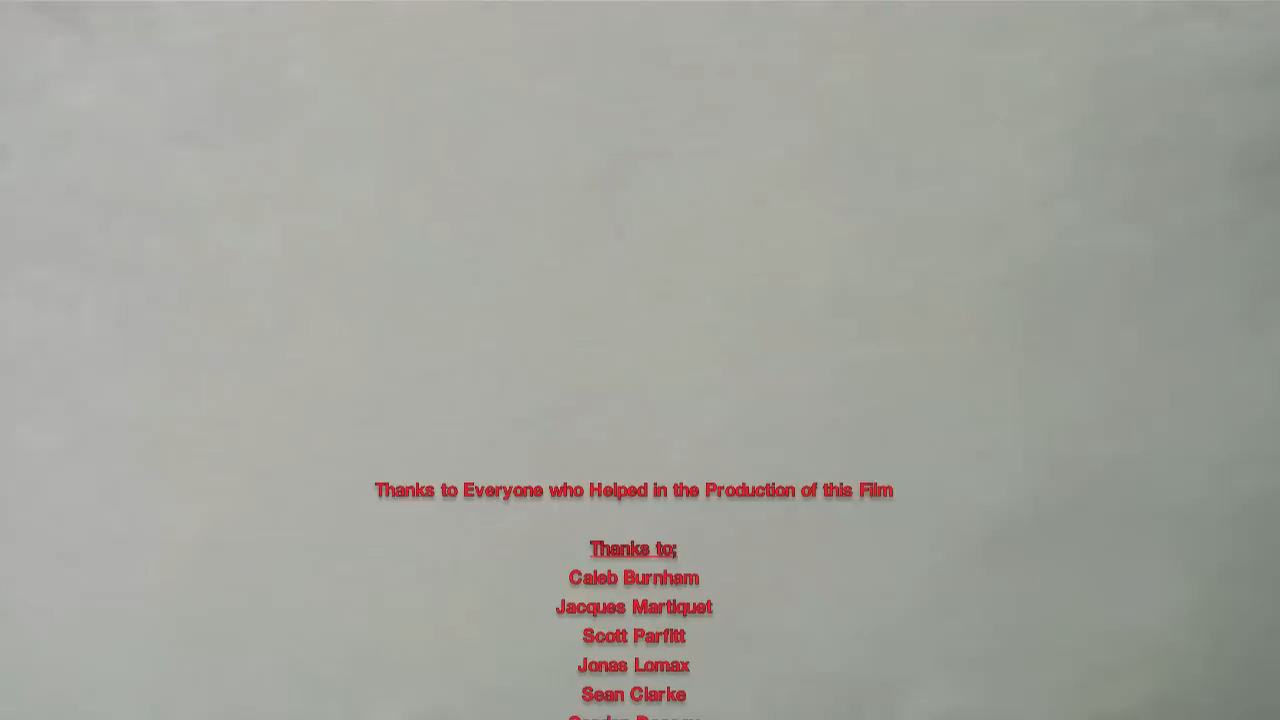 Thanks to Everyone who Helped in the Production of this Film
Thanks to;
Caleb Burnham
Jacques Martiquet
Scott Parfitt
Jonas Lomax
Sean Clarke